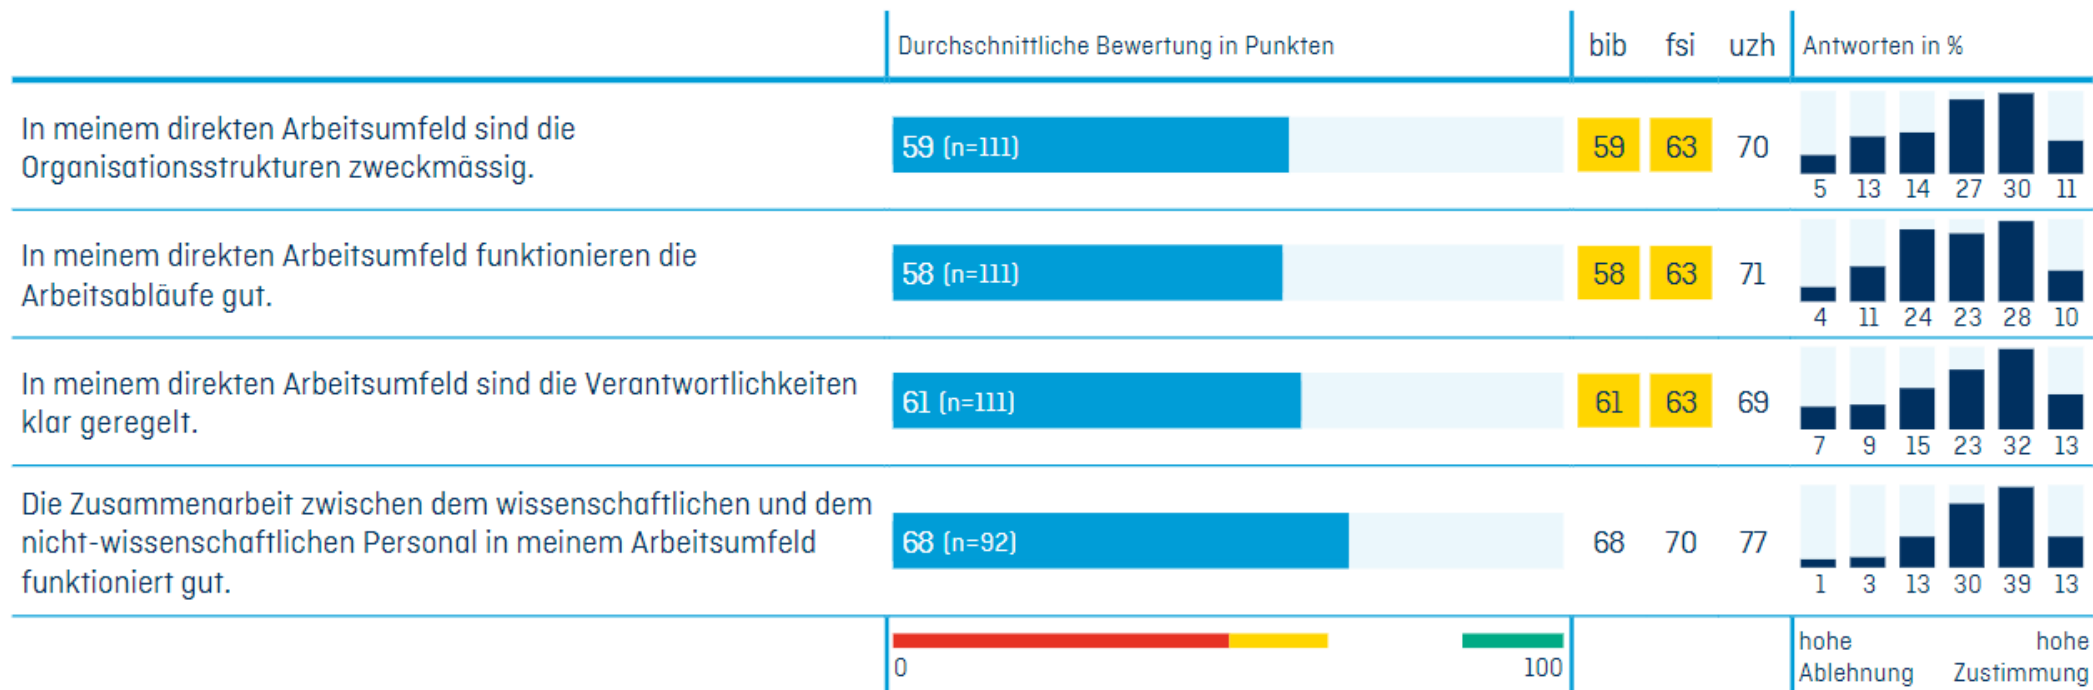 Durchschnittliche Bewertung in Punkten bib fsi uzh Antworten in %
In meinem direkten Arbeitsumfeld sind die
Organisationsstrukturen zweckmässig.
59 (n=111) 59 63 70
5 13 14 27 30 11
In meinem direkten Arbeitsumfeld funktionieren die
Arbeitsabläufe gut.
58 (n=111) 58 63 71
4 11 24 23 28 10
In meinem direkten Arbeitsumfeld sind die Verantwortlichkeiten
klar geregelt.
61 (n=111) 61 63 69
7 9 15 23 32 13
Die Zusammenarbeit zwischen dem wissenschaftlichen und dem
nicht-wissenschaftlichen Personal in meinem Arbeitsumfeld
funktioniert gut.
68 (n=92) 68 70 77
1 3 13 30 39 13
0 100
hohe hohe
Ablehnung Zustimmung